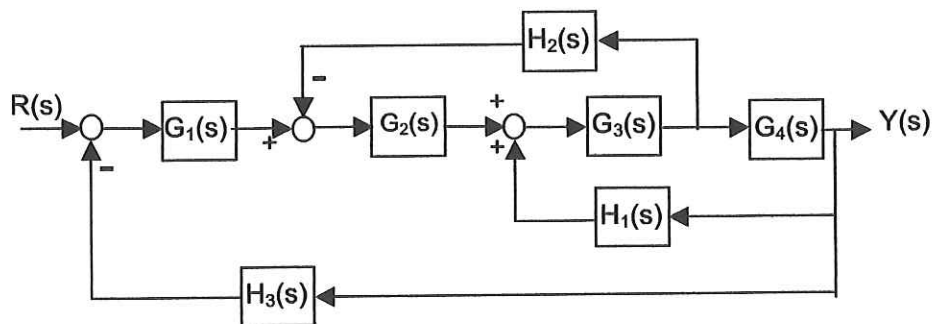 H₂(s)
−
R(s)
G₁(s)
+
G₂(s)
+
+
G₃(s)
G₄(s)
Y(s)
−
H₁(s)
H₃(s)